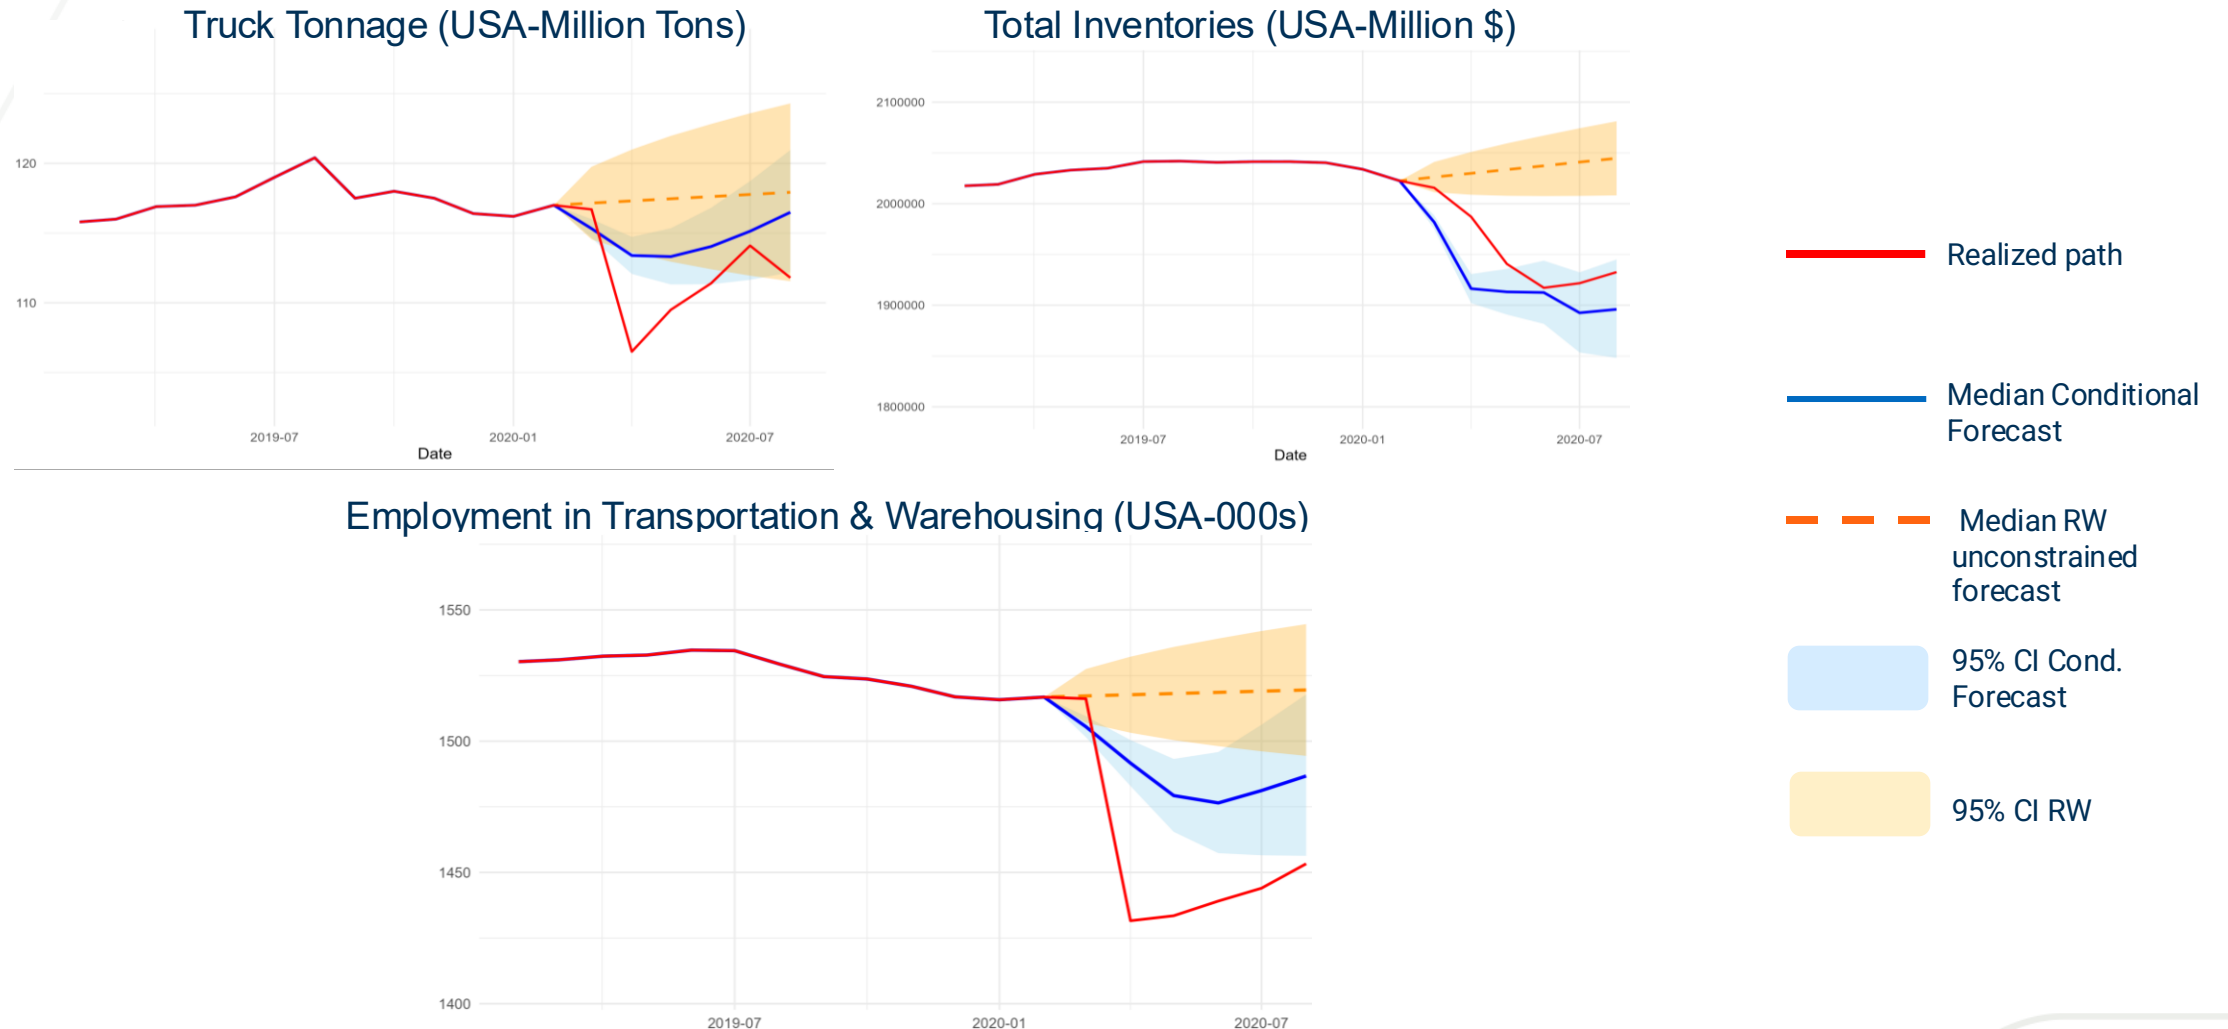 Truck Tonnage (USA-Million Tons)
120
110
2019-07
2020-01
2020-07
Date
Total Inventories (USA-Million $)
2100000
2000000
1900000
1800000
2019-07
2020-01
2020-07
Date
Employment in Transportation & Warehousing (USA-000s)
1550
1500
1450
1400
2019-07
2020-01
2020-07
Realized path
Median Conditional
Forecast
Median RW
unconstrained
forecast
95% CI Cond.
Forecast
95% CI RW